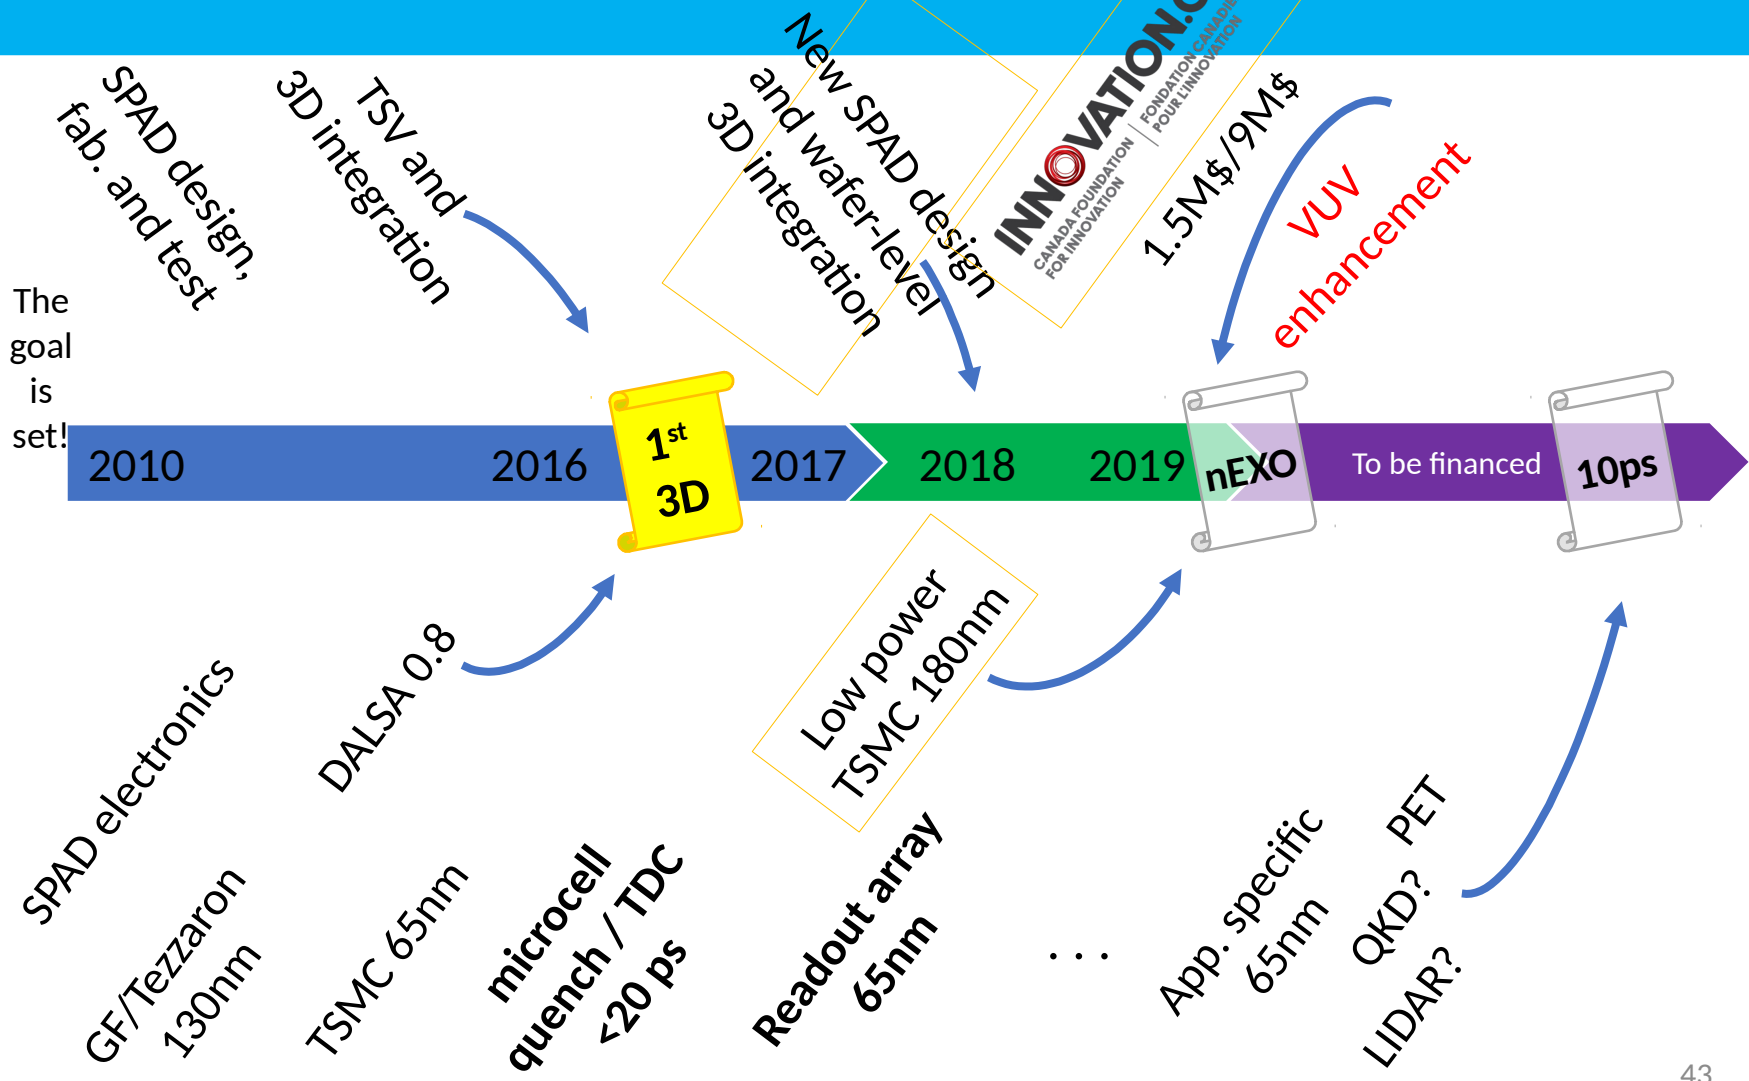 SPAD design,
fab. and test
TSV and
3D integration
New SPAD design
and wafer-level
3D integration
INNOVATION.C
CANADA FOUNDATION
FOR INNOVATION
FONDATION CANADIE
POUR L'INNOVATION
1.5M$/9M$
VUV
enhancement
The
goal
is
set!
2010
2016
1st
3D
2017
2018
2019
nEXO
To be financed
10ps
SPAD electronics
DALSA 0.8
Low power
TSMC 180nm
GF/Tezzaron
130nm
TSMC 65nm
microcell
quench / TDC
<20 ps
Readout array
65nm
. . .
App. specific
65nm
PET
QKD?
LIDAR?
43